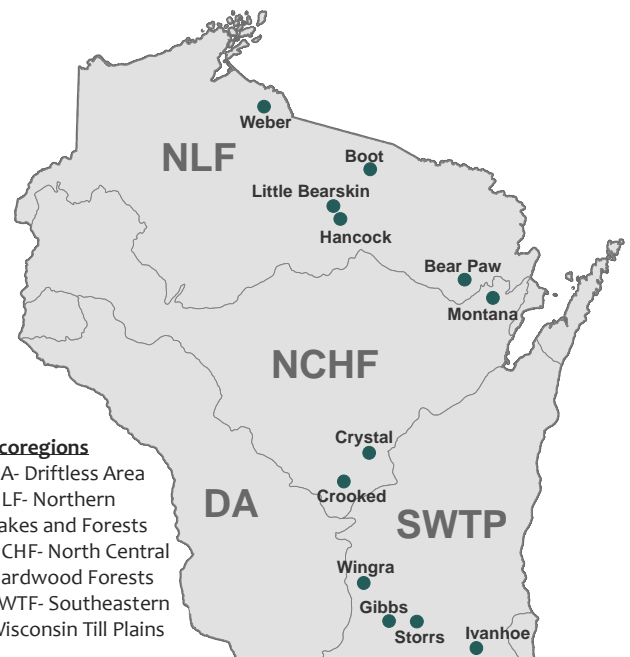 Weber
NLF
Boot
Little Bearskin
Hancock
Bear Paw
Montana
NCHF
Crystal
Crooked
DA
SWTP
Wingra
Gibbs
Storrs
Ivanhoe
coregions
A- Driftless Area
LF- Northern
akes and Forests
CHF- North Central
ardwood Forests
WTF- Southeastern
isconsin Till Plains